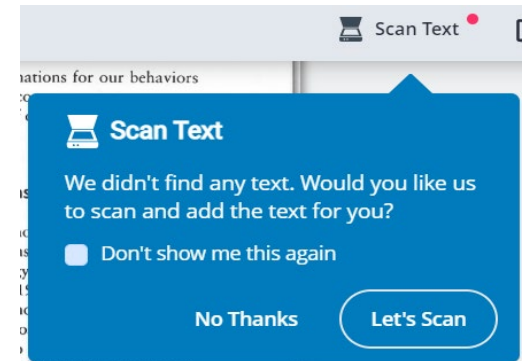 Scan Text
nations for our behaviors
Scan Text
We didn't find any text. Would you like us
to scan and add the text for you?
Don't show me this again
No Thanks
Let's Scan